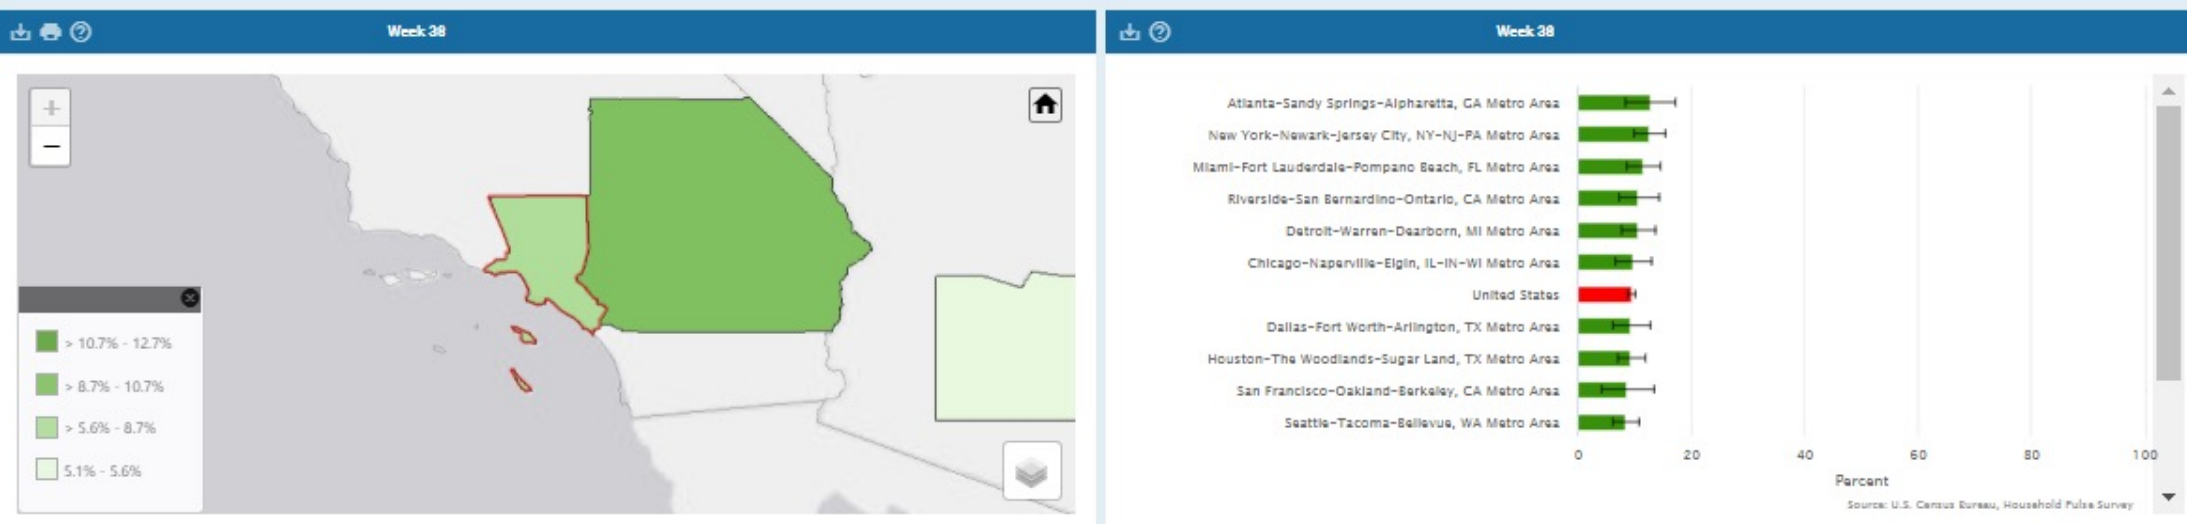 Week 38
> 10.7% - 12.7%
> 8.7% - 10.7%
> 5.6% - 8.7%
5.1% - 5.6%
Week 38
Atlanta-Sandy Springs-Alpharetta, GA Metro Area
New York-Newark-Jersey City, NY-NJ-PA Metro Area
Miami-Fort Lauderdale-Pompano Beach, FL Metro Area
Riverside-San Bernardino-Ontario, CA Metro Area
Detroit-Warren-Dearborn, MI Metro Area
Chicago-Naperville-Elgin, IL-IN-WI Metro Area
United States
Dallas-Fort Worth-Arlington, TX Metro Area
Houston-The Woodlands-Sugar Land, TX Metro Area
San Francisco-Oakland-Berkeley, CA Metro Area
Seattle-Tacoma-Bellevue, WA Metro Area
0 20 40 60 80 100
Percent
Source: U.S. Census Bureau, Household Pulse Survey